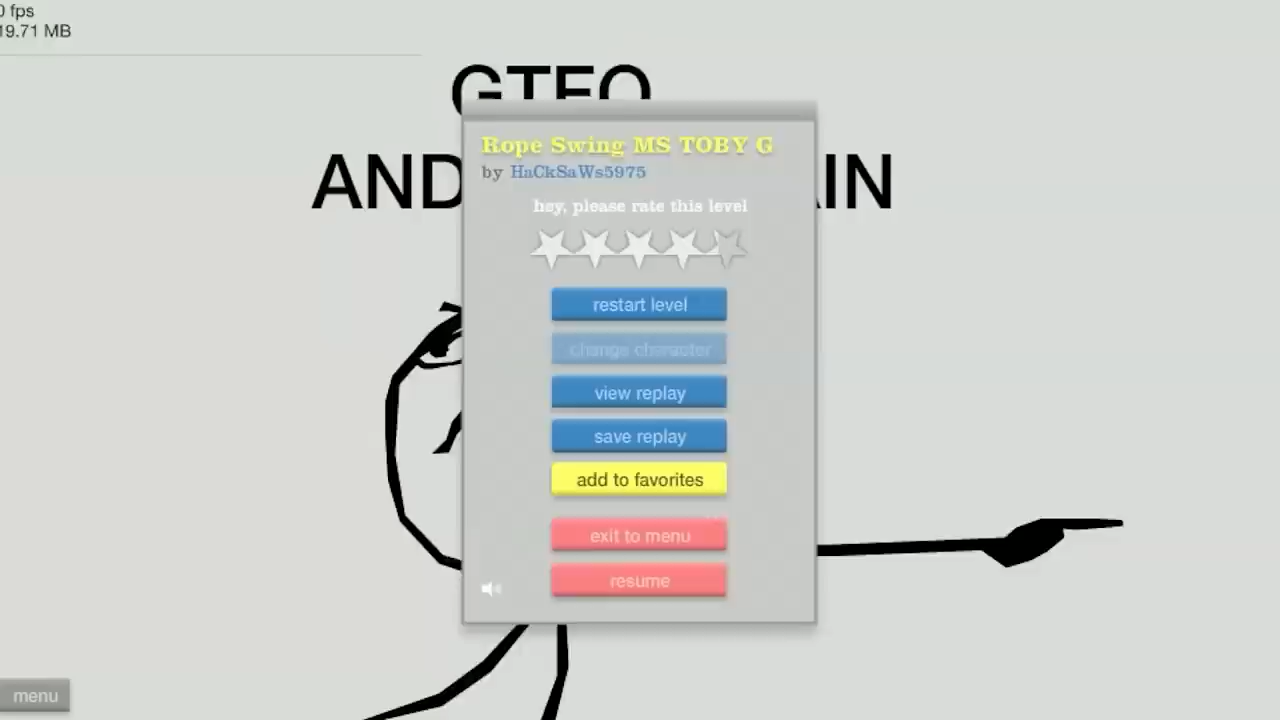 0 fps
19.71 MB
GTFO
AND
AIN
Rope Swing MS TOBY G
by HaCkSaWs5975
hey, please rate this level
restart level
change character
view replay
save replay
add to favorites
exit to menu
resume
menu